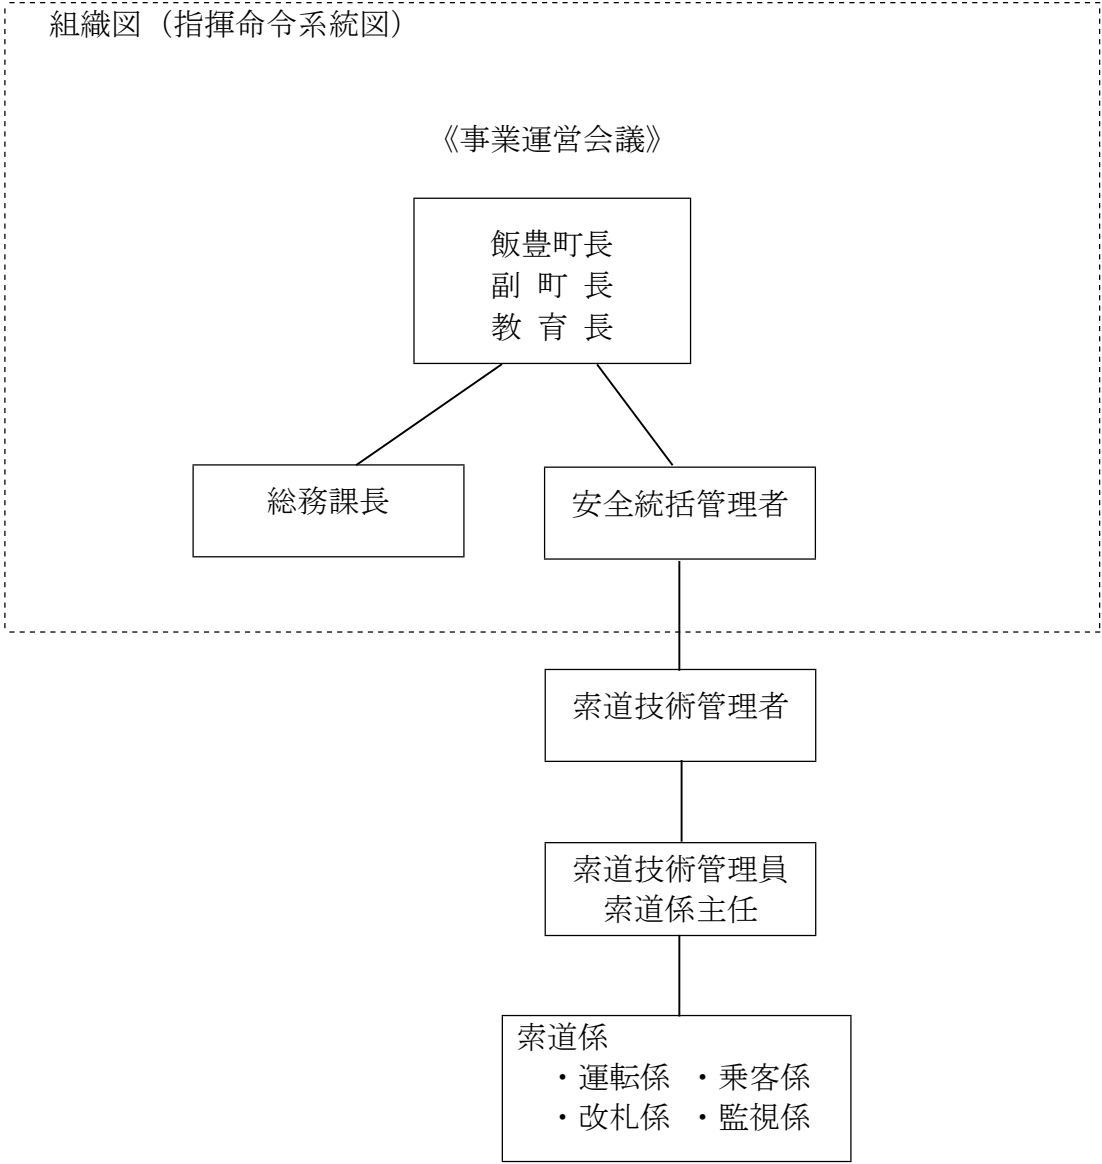 組織図（指揮命令系統図）
《事業運営会議》
飯豊町長
副 町 長
教 育 長
総務課長
安全統括管理者
索道技術管理者
索道技術管理員
索道係主任
索道係
・運転係 ・乗客係
・改札係 ・監視係